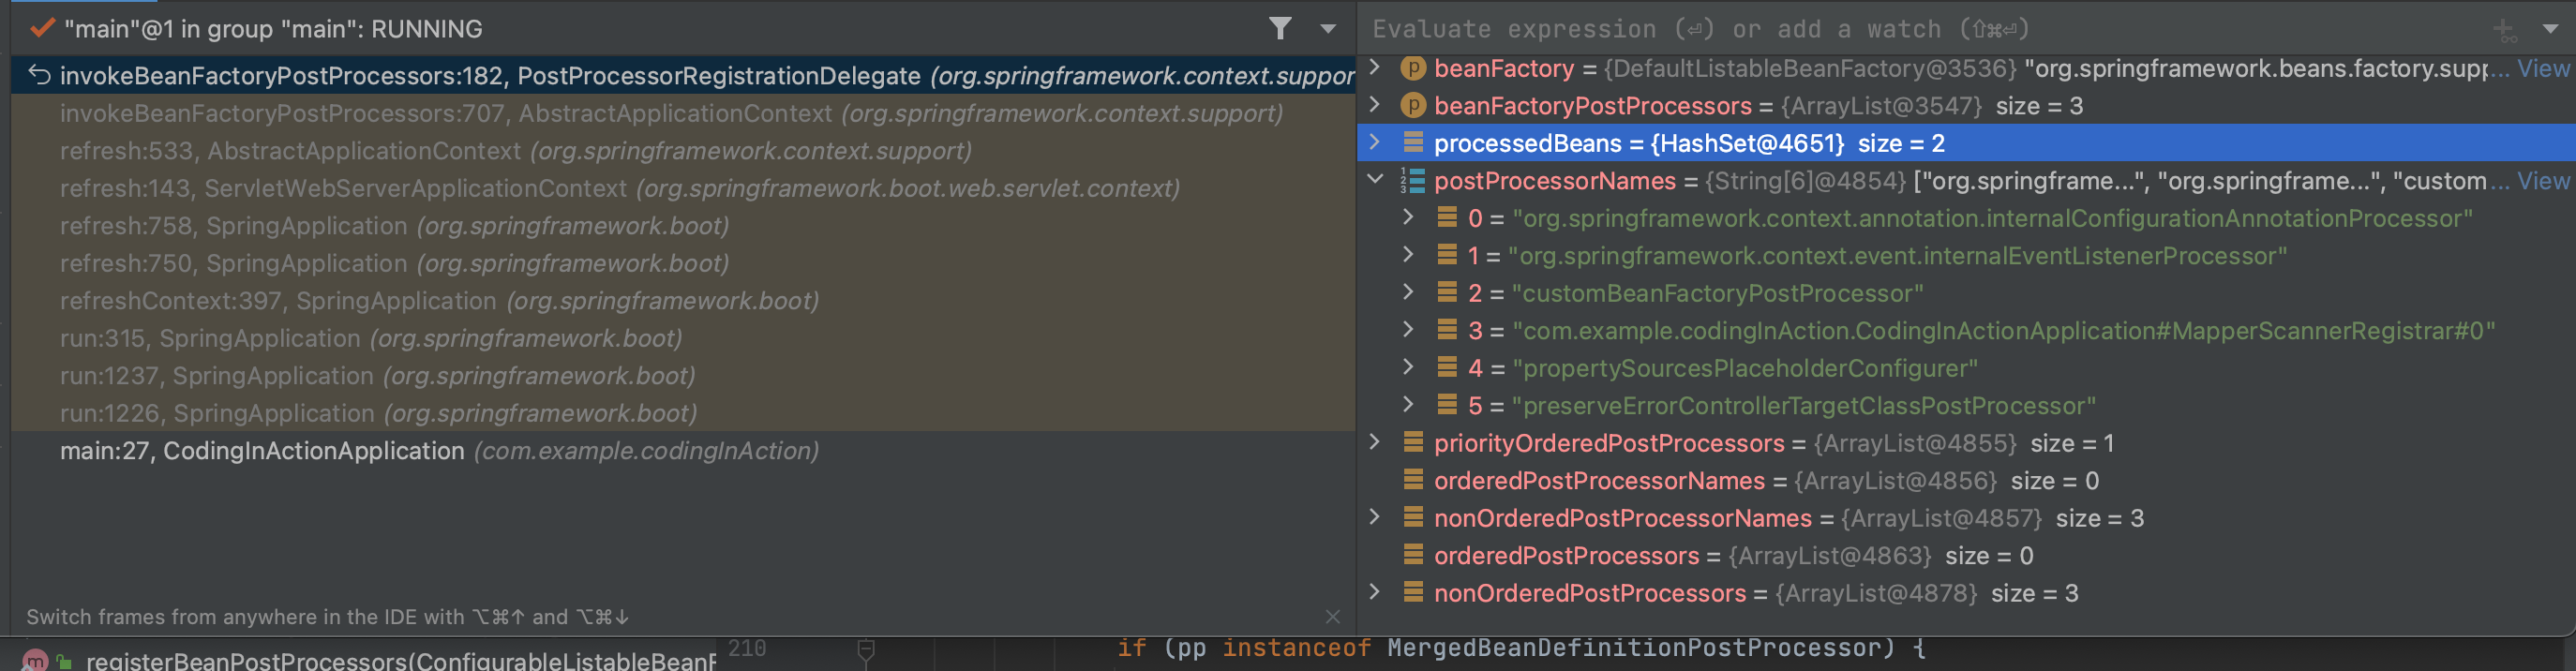 "main"@1 in group "main": RUNNING
invokeBeanFactoryPostProcessors:182, PostProcessorRegistrationDelegate (org.springframework.context.suppor
invokeBeanFactoryPostProcessors:707, AbstractApplicationContext (org.springframework.context.support)
refresh:533, AbstractApplicationContext (org.springframework.context.support)
refresh:143, ServletWebServerApplicationContext (org.springframework.boot.web.servlet.context)
refresh:758, SpringApplication (org.springframework.boot)
refresh:750, SpringApplication (org.springframework.boot)
refreshContext:397, SpringApplication (org.springframework.boot)
run:315, SpringApplication (org.springframework.boot)
run:1237, SpringApplication (org.springframework.boot)
run:1226, SpringApplication (org.springframework.boot)
main:27, CodingInActionApplication (com.example.codingInAction)
Switch frames from anywhere in the IDE with ⌥⌘↑ and ⌥⌘↓
Evaluate expression (⏎) or add a watch (⇧⌘⏎)
beanFactory = {DefaultListableBeanFactory@3536} "org.springframework.beans.factory.supp... View
beanFactoryPostProcessors = {ArrayList@3547} size = 3
processedBeans = {HashSet@4651} size = 2
postProcessorNames = {String[6]@4854} ["org.springframe...", "org.springframe...", "custom... View
0 = "org.springframework.context.annotation.internalConfigurationAnnotationProcessor"
1 = "org.springframework.context.event.internalEventListenerProcessor"
2 = "customBeanFactoryPostProcessor"
3 = "com.example.codingInAction.CodingInActionApplication#MapperScannerRegistrar#0"
4 = "propertySourcesPlaceholderConfigurer"
5 = "preserveErrorControllerTargetClassPostProcessor"
priorityOrderedPostProcessors = {ArrayList@4855} size = 1
orderedPostProcessorNames = {ArrayList@4856} size = 0
nonOrderedPostProcessorNames = {ArrayList@4857} size = 3
orderedPostProcessors = {ArrayList@4863} size = 0
nonOrderedPostProcessors = {ArrayList@4878} size = 3
m registerBeanPostProcessors(ConfigurableListableBeanF
210 if (pp instanceof MergedBeanDefinitionPostProcessor) {